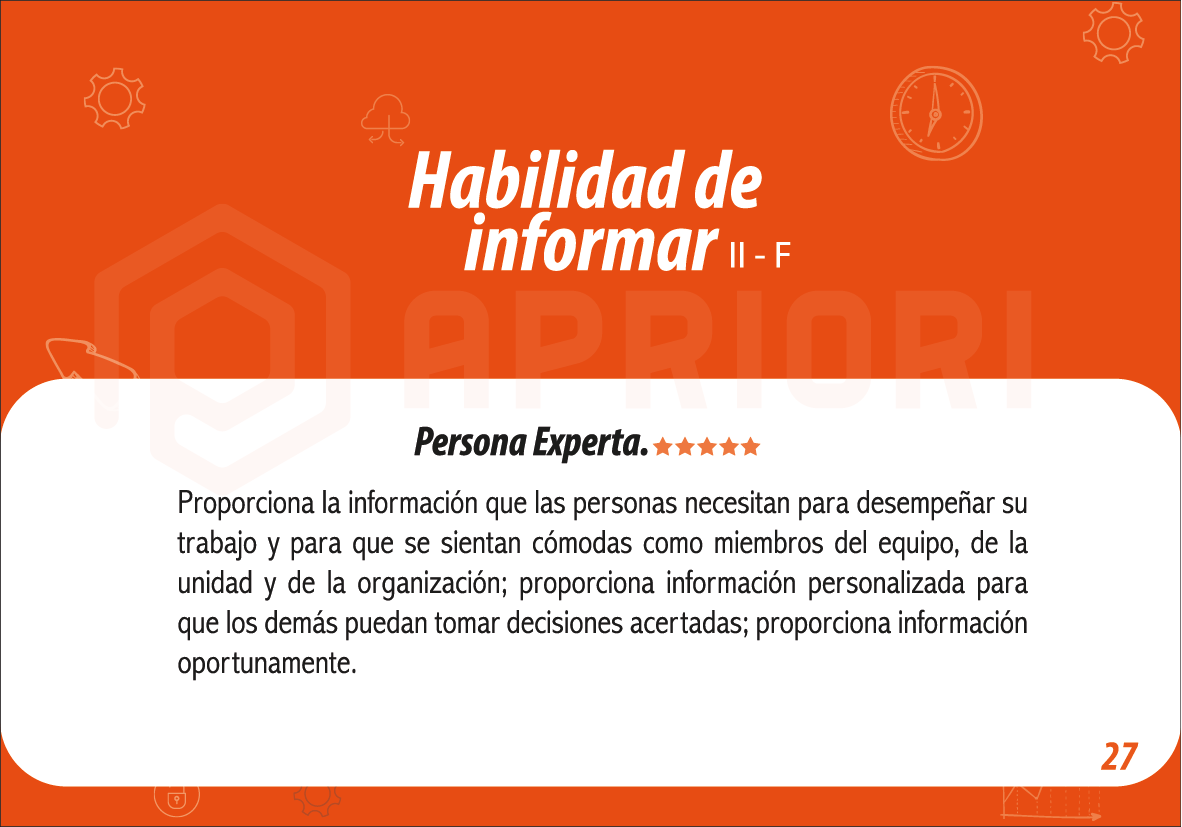 Habilidad de
informar II - F
APRIORI
Persona Experta.
Proporciona la información que las personas necesitan para desempeñar su
trabajo y para que se sientan cómodas como miembros del equipo, de la
unidad y de la organización; proporciona información personalizada para
que los demás puedan tomar decisiones acertadas; proporciona información
oportunamente.
27